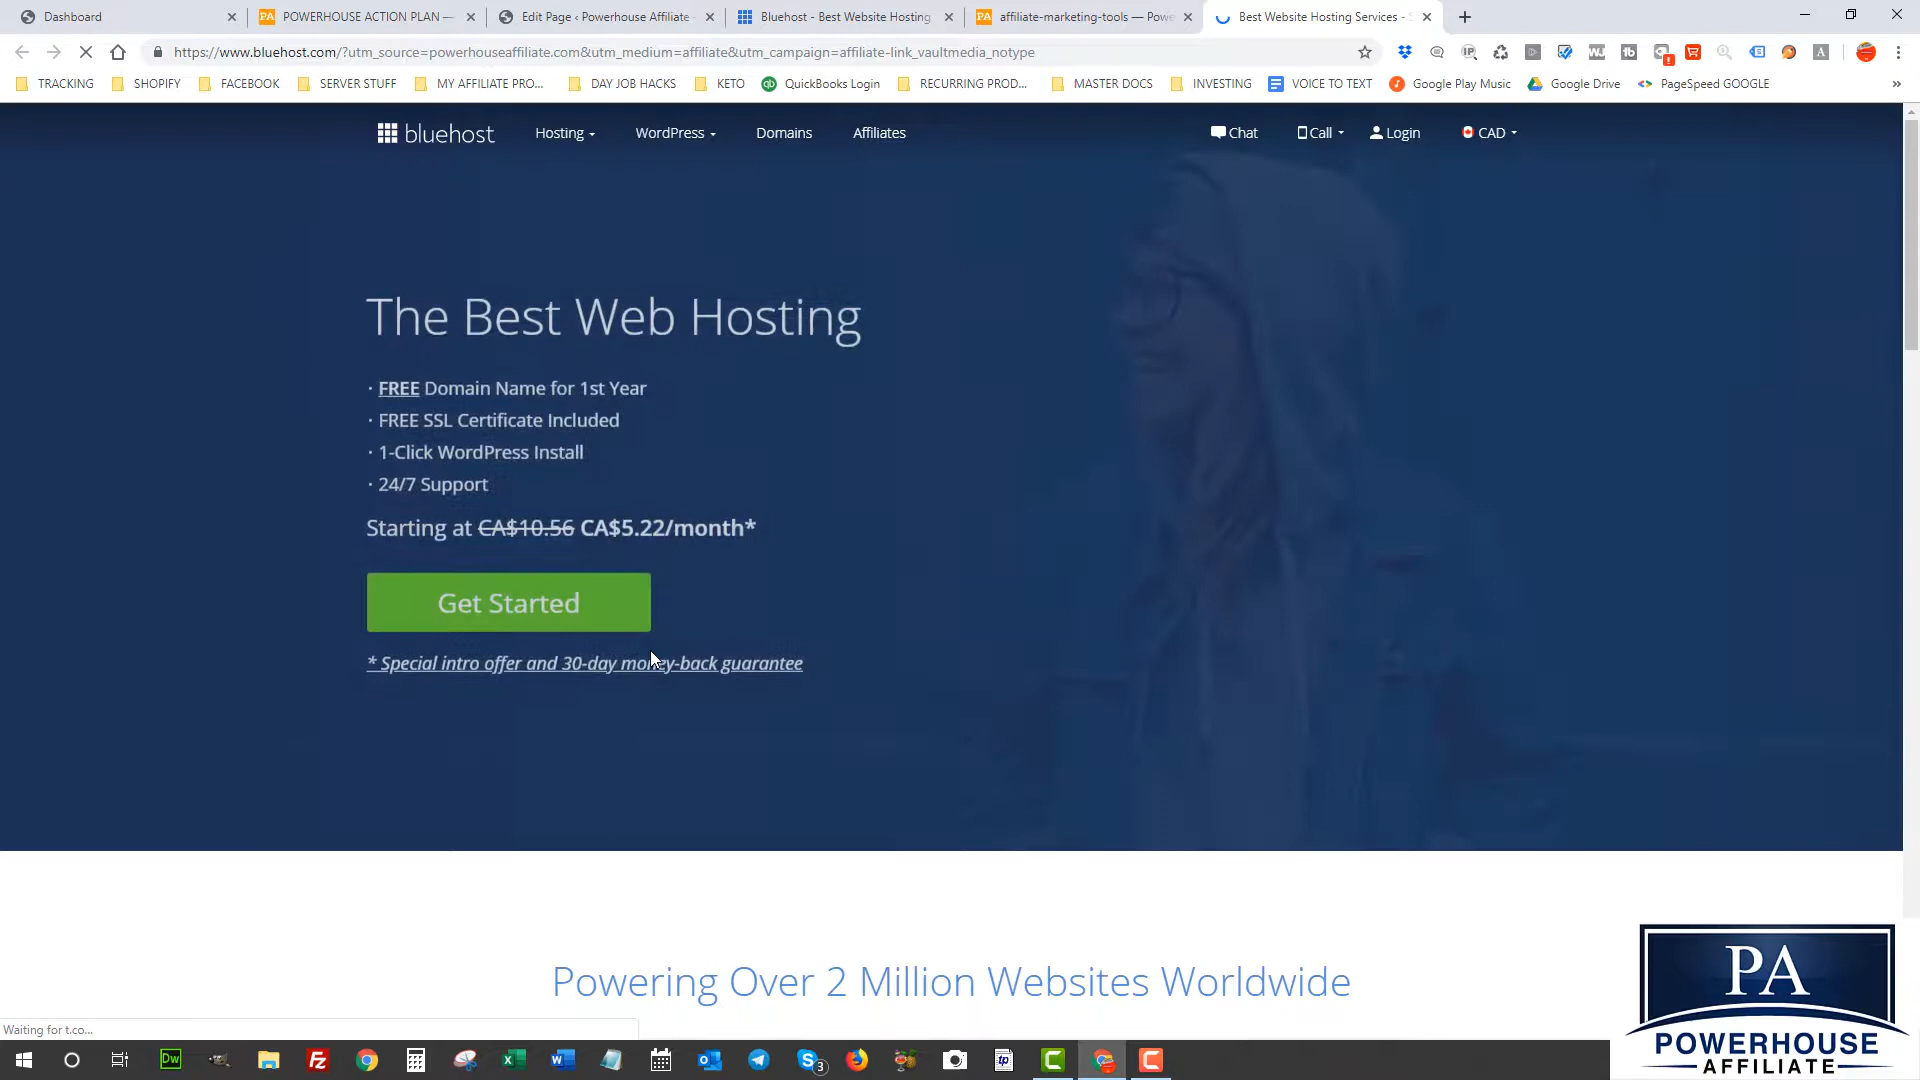 Dashboard
POWERHOUSE ACTION PLAN —
Edit Page ‹ Powerhouse Affiliate
Bluehost - Best Website Hosting
PA affiliate-marketing-tools — Pow
Best Website Hosting Services - S
https://www.bluehost.com/?utm_source=powerhouseaffiliate.com&utm_medium=affiliate&utm_campaign=affiliate-link_vaultmedia_notype
TRACKING SHOPIFY FACEBOOK SERVER STUFF MY AFFILIATE PRO... DAY JOB HACKS KETO QuickBooks Login RECURRING PROD... MASTER DOCS INVESTING VOICE TO TEXT Google Play Music Google Drive PageSpeed GOOGLE »
bluehost Hosting WordPress Domains Affiliates Chat Call Login CAD
The Best Web Hosting
· FREE Domain Name for 1st Year
· FREE SSL Certificate Included
· 1-Click WordPress Install
· 24/7 Support
Starting at CA$10.56 CA$5.22/month*
Get Started
* Special intro offer and 30-day money-back guarantee
Powering Over 2 Million Websites Worldwide
Waiting for t.co...
PA
POWERHOUSE
AFFILIATE